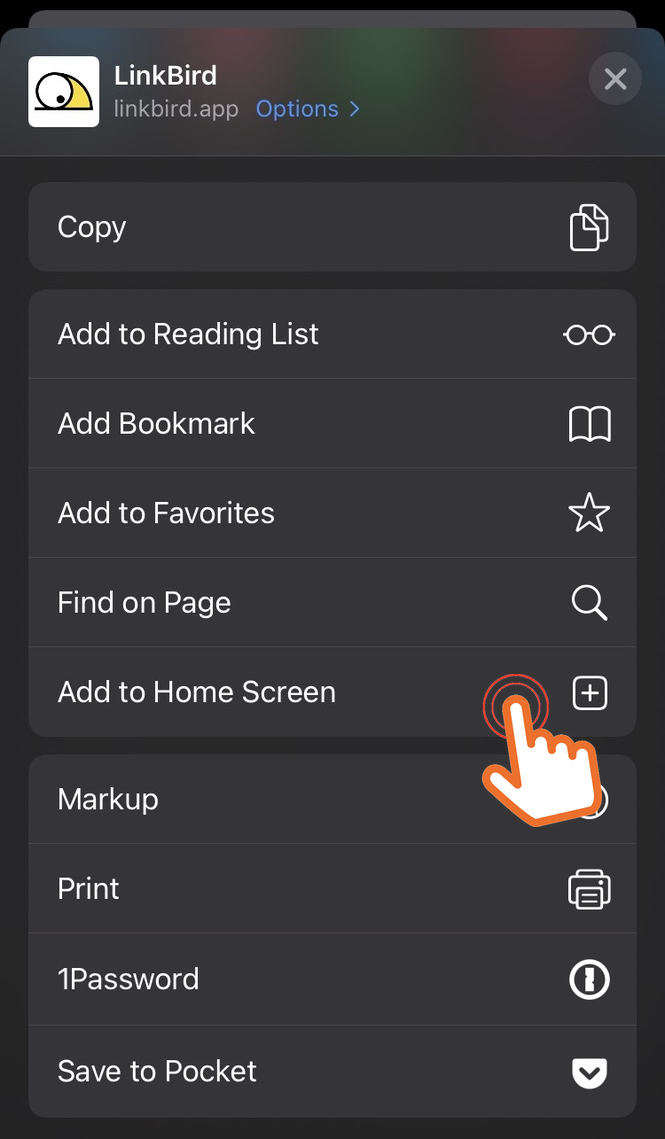 LinkBird
linkbird.app Options >
Copy
Add to Reading List
Add Bookmark
Add to Favorites
Find on Page
Add to Home Screen
Markup
Print
1Password
Save to Pocket